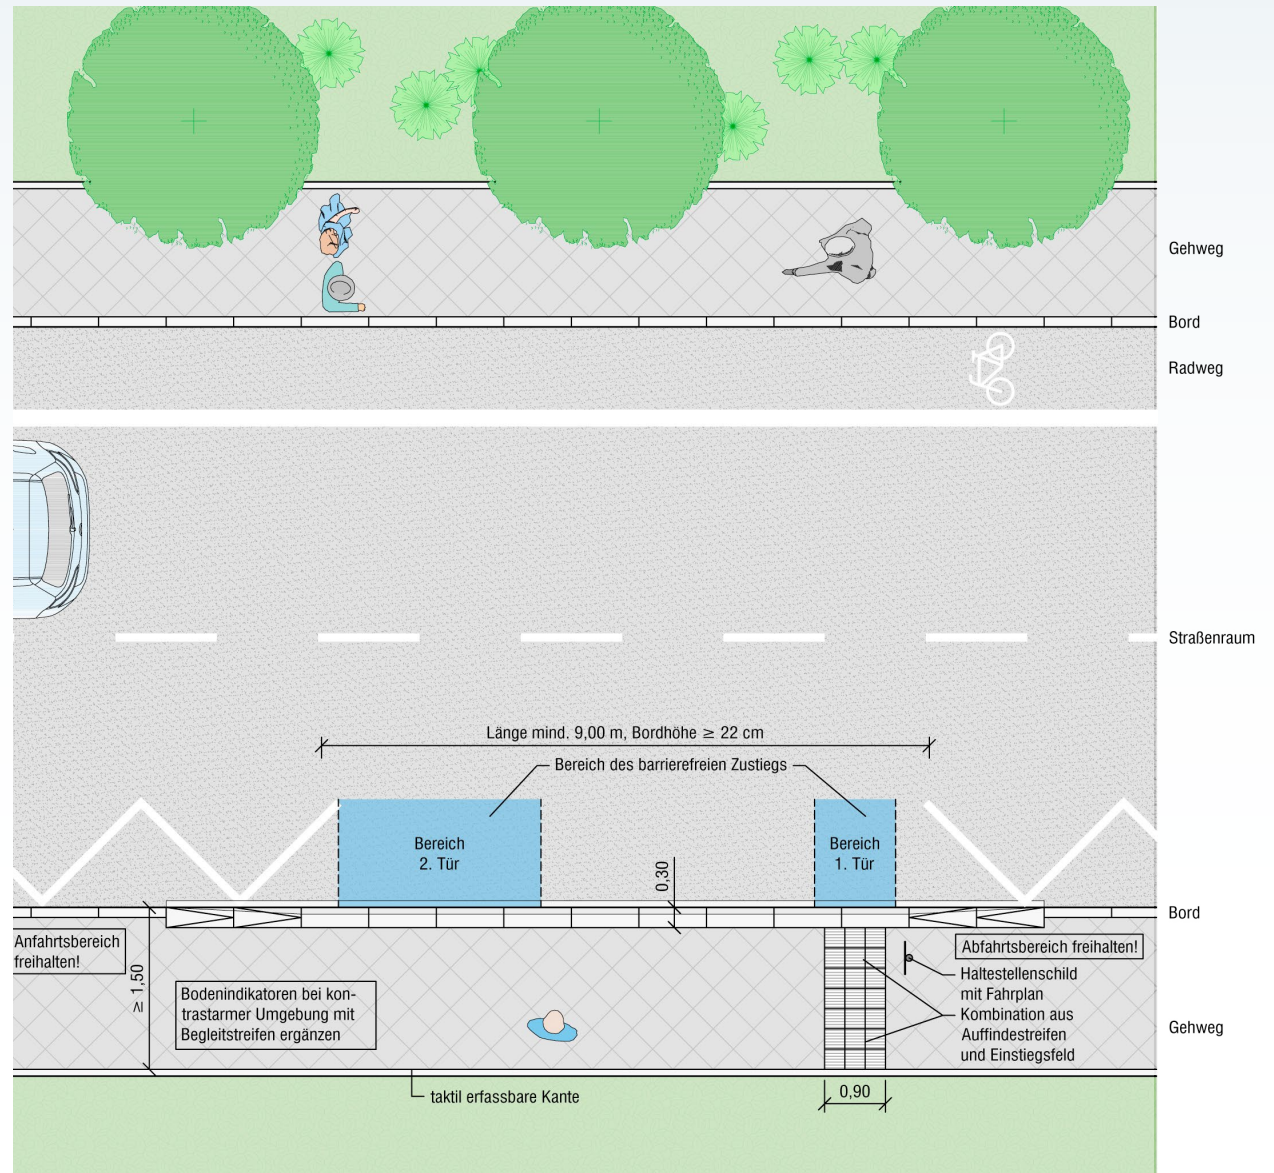 Gehweg
Bord
Radweg
Straßenraum
Länge mind. 9,00 m, Bordhöhe ≥ 22 cm
Bereich des barrierefreien Zustiegs
Bereich
2. Tür
Bereich
1. Tür
0,30
Bord
Anfahrtsbereich
freihalten!
≥ 1,50
Bodenindikatoren bei kon-
trastarmer Umgebung mit
Begleitstreifen ergänzen
Abfahrtsbereich freihalten!
Haltestellenschild
mit Fahrplan
Kombination aus
Auffindestreifen
und Einstiegsfeld
Gehweg
taktil erfassbare Kante
0,90